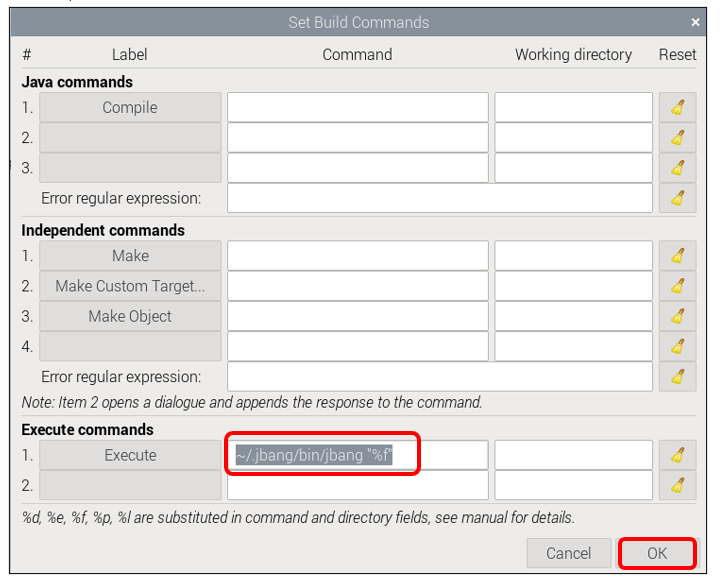 Set Build Commands ×
# Label Command Working directory Reset
Java commands
1. Compile
2.
3.
Error regular expression:
Independent commands
1. Make
2. Make Custom Target...
3. Make Object
4.
Error regular expression:
Note: Item 2 opens a dialogue and appends the response to the command.
Execute commands
1. Execute ~/.jbang/bin/jbang "%f"
2.
%d, %e, %f, %p, %l are substituted in command and directory fields, see manual for details.
Cancel OK